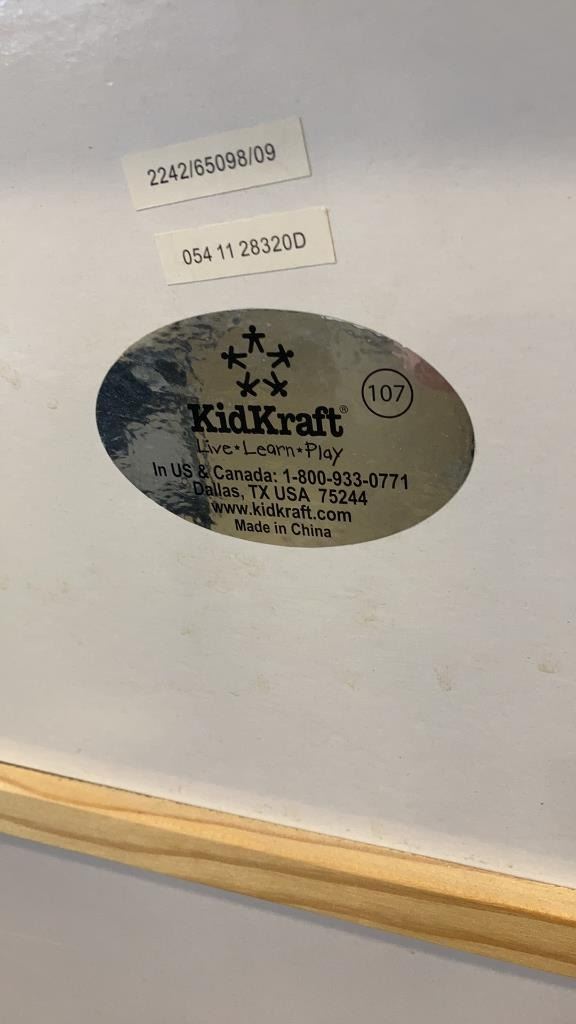 2242/65098/09
054 11 28320D
107
KidKraft®
Live★Learn★Play
In US & Canada: 1-800-933-0771
Dallas, TX USA 75244
www.kidkraft.com
Made in China